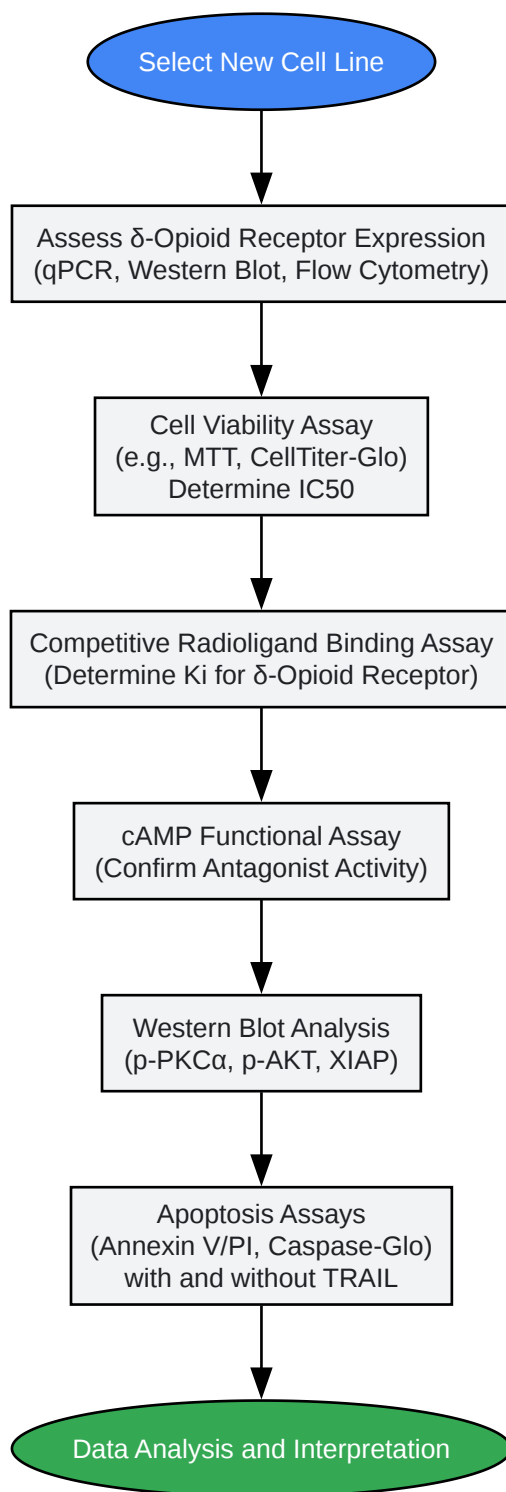 Select New Cell Line
Assess δ-Opioid Receptor Expression
(qPCR, Western Blot, Flow Cytometry)
Cell Viability Assay
(e.g., MTT, CellTiter-Glo)
Determine IC50
Competitive Radioligand Binding Assay
(Determine Ki for δ-Opioid Receptor)
cAMP Functional Assay
(Confirm Antagonist Activity)
Western Blot Analysis
(p-PKCα, p-AKT, XIAP)
Apoptosis Assays
(Annexin V/PI, Caspase-Glo)
with and without TRAIL
Data Analysis and Interpretation